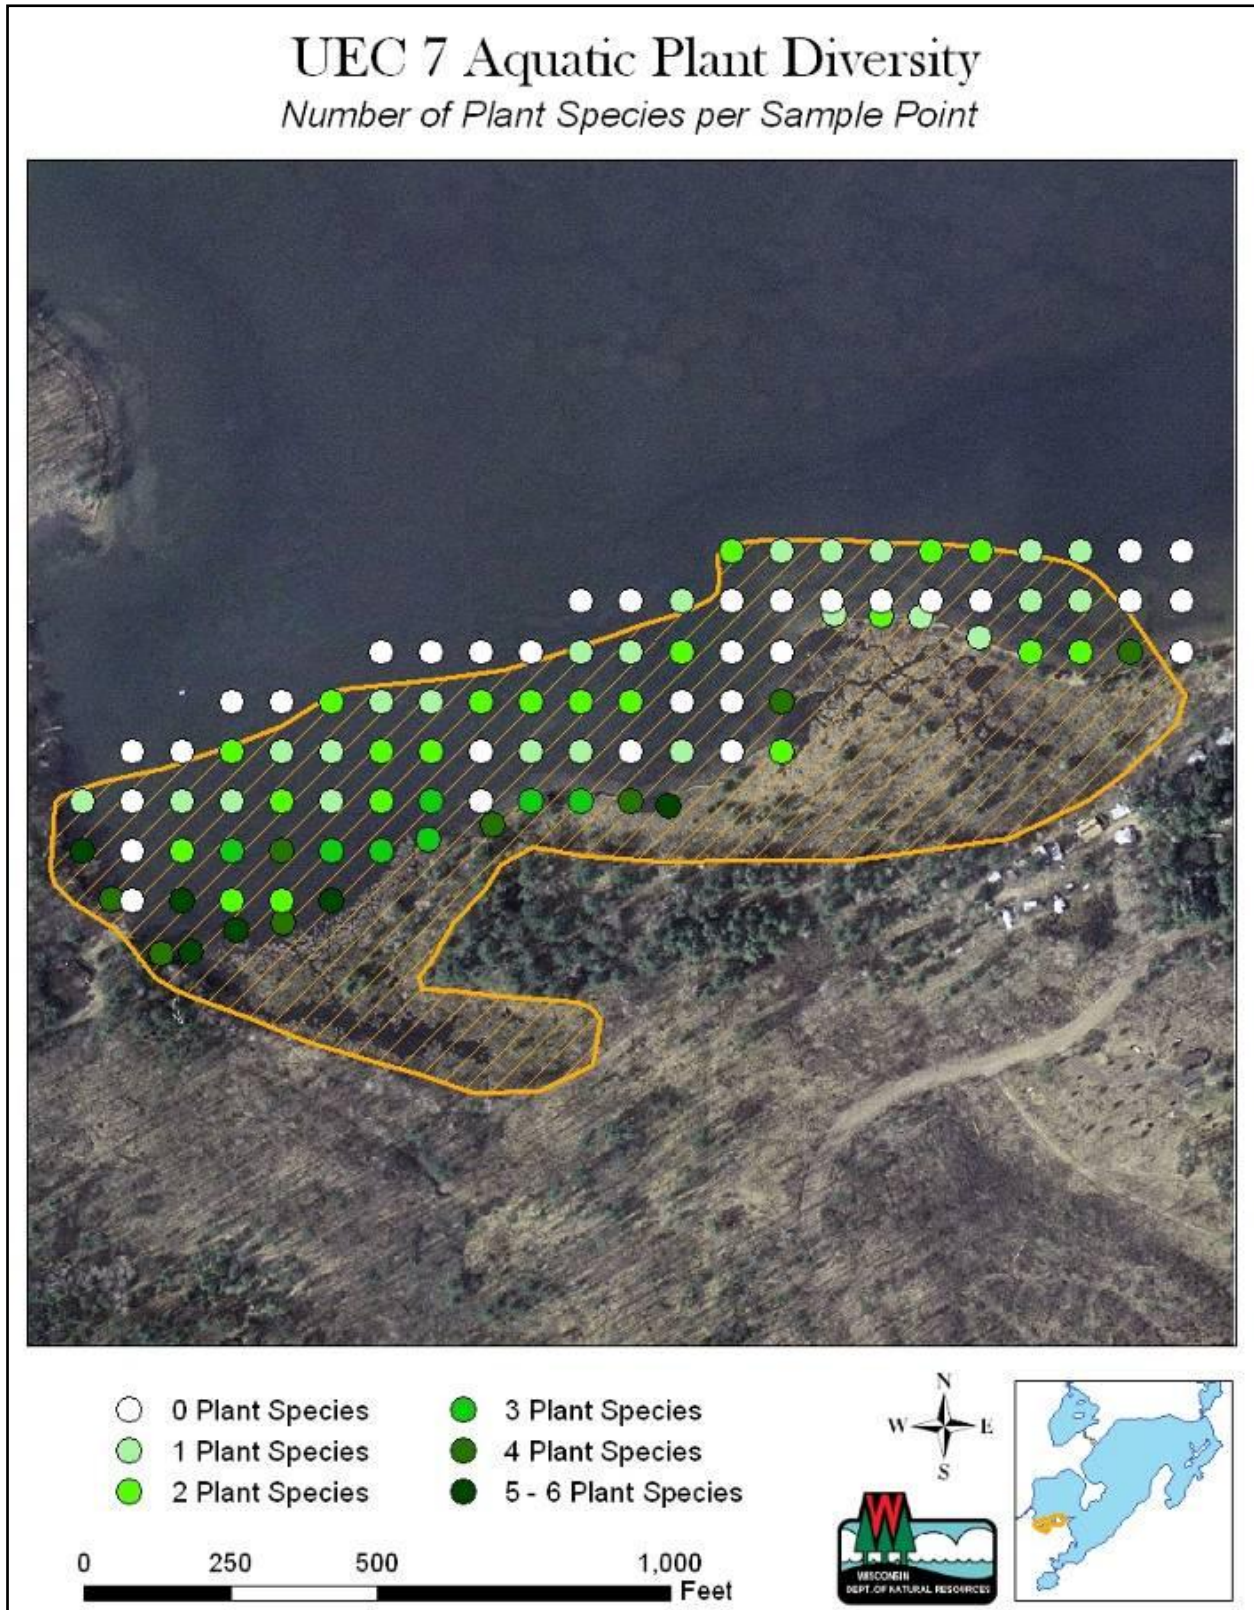 UEC 7 Aquatic Plant Diversity
Number of Plant Species per Sample Point
0 Plant Species
1 Plant Species
2 Plant Species
3 Plant Species
4 Plant Species
5 - 6 Plant Species
N
W E
S
0 250 500 1,000
Feet
W
WISCONSIN
DEPT. OF NATURAL RESOURCES